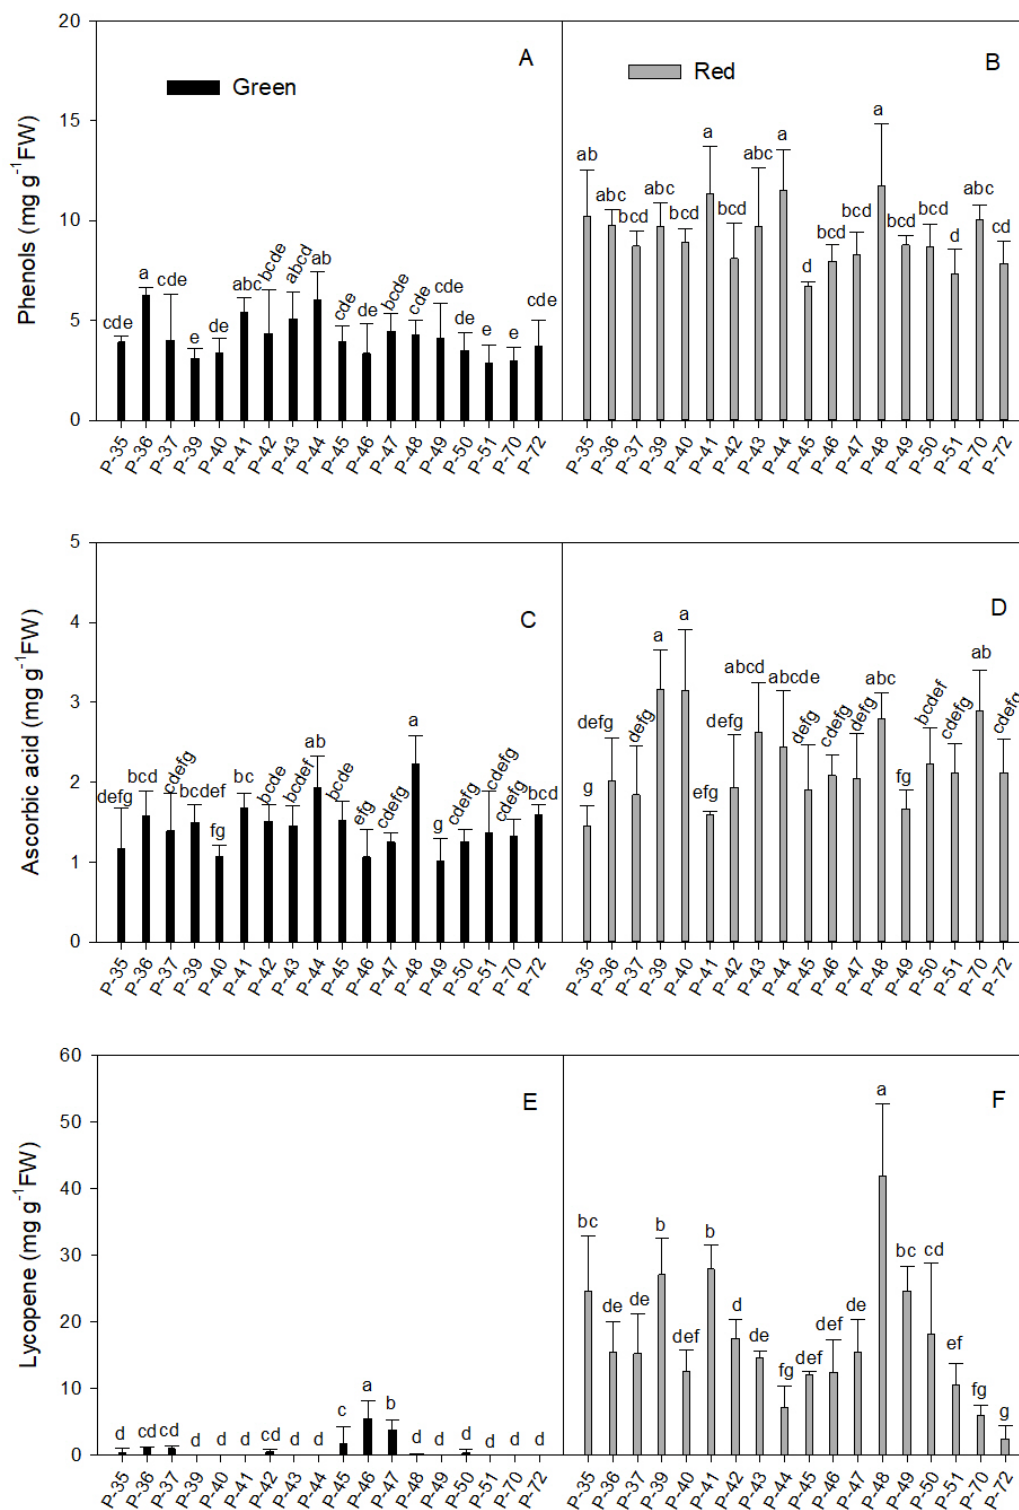 20
15
10
5
0
Phenols (mg g⁻¹FW)
A
Green
cde
a
cde
e
de
abc
bcde
abcd
ab
cde
de
bcde
cde
cde
de
e
e
cde
P-35 P-36 P-37 P-39 P-40 P-41 P-42 P-43 P-44 P-45 P-46 P-47 P-48 P-49 P-50 P-51 P-70 P-72
B
Red
ab
abc
bcd
abc
bcd
a
bcd
abc
a
d
bcd
bcd
a
bcd
bcd
d
abc
cd
P-35 P-36 P-37 P-39 P-40 P-41 P-42 P-43 P-44 P-45 P-46 P-47 P-48 P-49 P-50 P-51 P-70 P-72
5
4
3
2
1
0
Ascorbic acid (mg g⁻¹FW)
C
defg
bcd
cdefg
bcdef
fg
bc
bcde
bcdef
ab
bcde
efg
cdefg
a
g
cdefg
cdefg
cdefg
bcd
P-35 P-36 P-37 P-39 P-40 P-41 P-42 P-43 P-44 P-45 P-46 P-47 P-48 P-49 P-50 P-51 P-70 P-72
D
g
defg
defg
a
a
efg
defg
abcd
abcde
defg
cdefg
defg
abc
fg
bcdef
cdefg
ab
cdefg
P-35 P-36 P-37 P-39 P-40 P-41 P-42 P-43 P-44 P-45 P-46 P-47 P-48 P-49 P-50 P-51 P-70 P-72
60
50
40
30
20
10
0
Lycopene (mg g⁻¹FW)
E
d
cd
cd
d
d
d
cd
d
d
c
a
b
d
d
d
d
d
d
P-35 P-36 P-37 P-39 P-40 P-41 P-42 P-43 P-44 P-45 P-46 P-47 P-48 P-49 P-50 P-51 P-70 P-72
F
bc
de
de
b
def
b
d
de
fg
def
def
de
a
bc
cd
ef
fg
g
P-35 P-36 P-37 P-39 P-40 P-41 P-42 P-43 P-44 P-45 P-46 P-47 P-48 P-49 P-50 P-51 P-70 P-72